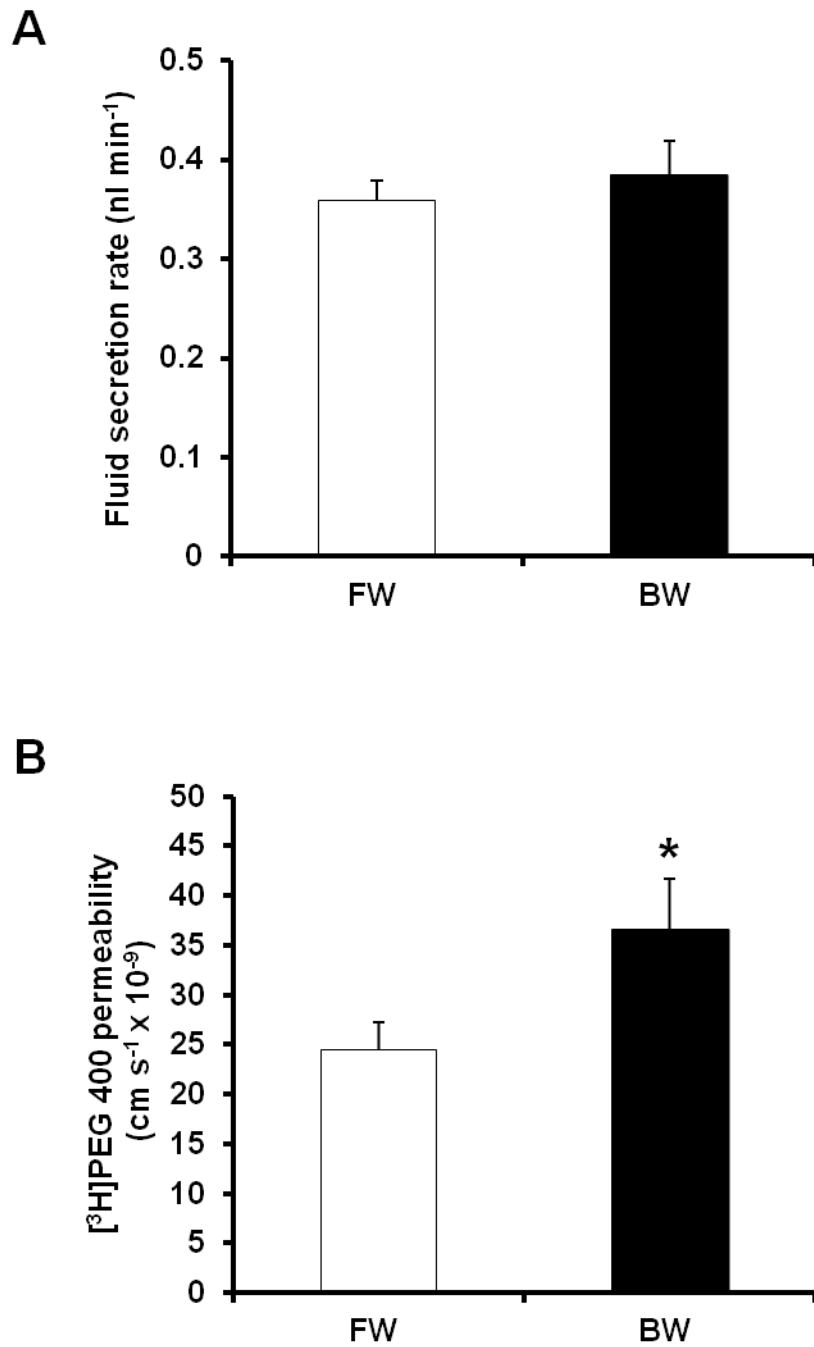 A
Fluid secretion rate (nl min⁻¹)
0.5
0.4
0.3
0.2
0.1
0
FW BW
B
[³H]PEG 400 permeability
(cm s⁻¹ x 10⁻⁹)
50
45
40
35
30
25
20
15
10
5
0
*
FW BW